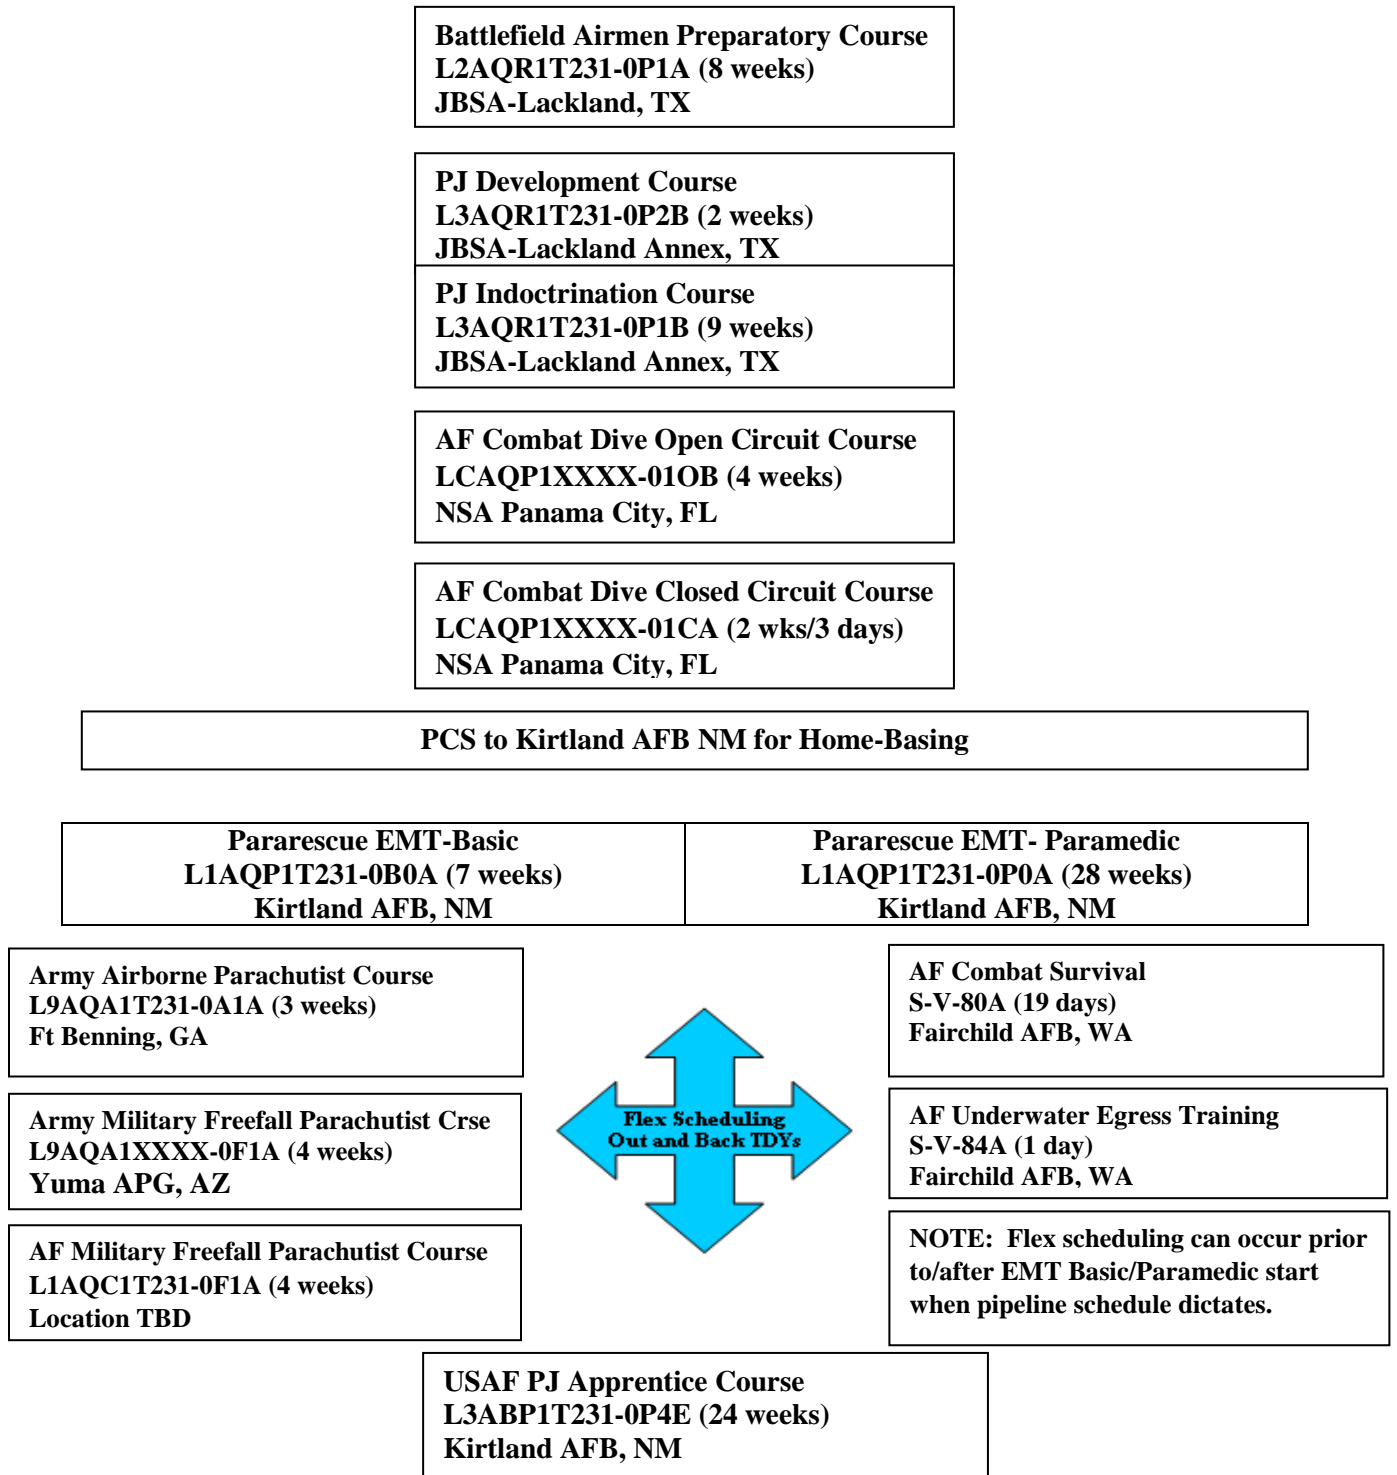 Battlefield Airmen Preparatory Course
L2AQR1T231-0P1A (8 weeks)
JBSA-Lackland, TX
PJ Development Course
L3AQR1T231-0P2B (2 weeks)
JBSA-Lackland Annex, TX
PJ Indoctrination Course
L3AQR1T231-0P1B (9 weeks)
JBSA-Lackland Annex, TX
AF Combat Dive Open Circuit Course
LCAQP1XXXX-01OB (4 weeks)
NSA Panama City, FL
AF Combat Dive Closed Circuit Course
LCAQP1XXXX-01CA (2 wks/3 days)
NSA Panama City, FL
PCS to Kirtland AFB NM for Home-Basing
Pararescue EMT-Basic
L1AQP1T231-0B0A (7 weeks)
Kirtland AFB, NM
Pararescue EMT- Paramedic
L1AQP1T231-0P0A (28 weeks)
Kirtland AFB, NM
Army Airborne Parachutist Course
L9AQA1T231-0A1A (3 weeks)
Ft Benning, GA
Army Military Freefall Parachutist Crse
L9AQA1XXXX-0F1A (4 weeks)
Yuma APG, AZ
AF Military Freefall Parachutist Course
L1AQC1T231-0F1A (4 weeks)
Location TBD
Flex Scheduling
Out and Back TDYs
AF Combat Survival
S-V-80A (19 days)
Fairchild AFB, WA
AF Underwater Egress Training
S-V-84A (1 day)
Fairchild AFB, WA
NOTE: Flex scheduling can occur prior
to/after EMT Basic/Paramedic start
when pipeline schedule dictates.
USAF PJ Apprentice Course
L3ABP1T231-0P4E (24 weeks)
Kirtland AFB, NM